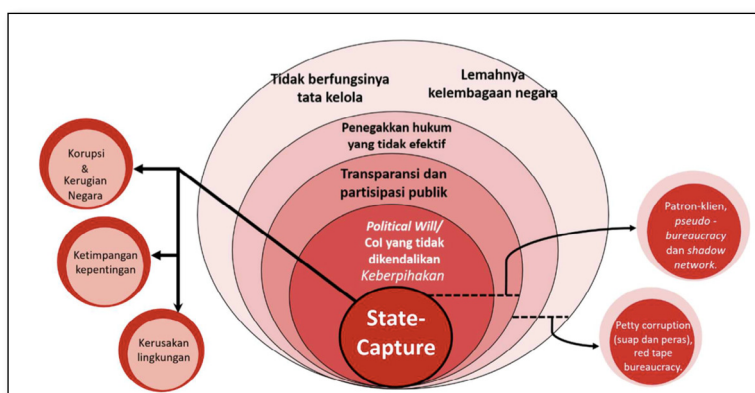 Tidak berfungsinya
tata kelola
Lemahnya
kelembagaan negara
Penegakkan hukum
yang tidak efektif
Transparansi dan
partisipasi publik
Political Will/
CoI yang tidak
dikendalikan
Keberpihakan
State-
Capture
Korupsi
&
Kerugian
Negara
Ketimpangan
kepentingan
Kerusakan
lingkungan
Patron-klien,
pseudo -
bureaucracy
dan shadow
network.
Petty corruption
(suap dan peras),
red tape
bureaucracy.